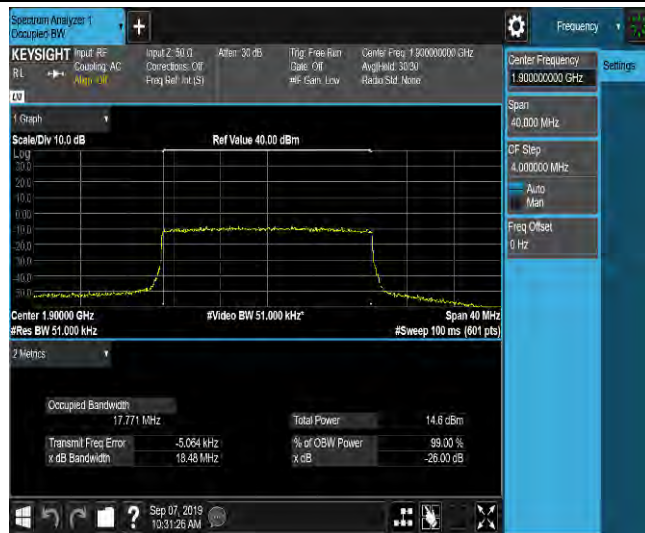 Spectrum Analyzer 1
Occupied BW
+
Frequency
KEYSIGHT
Input: RF
Input Z: 50 Ω
Atten: 30 dB
Trig: Free Run
Center Freq: 1.900000000 GHz
RL
Coupling: AC
Corrections: Off
Gate: Off
Avg|Hold: 30/30
Align: Off
Freq Ref: Int (S)
#IF Gain: Low
Radio Std: None
Center Frequency
1.900000000 GHz
Settings
Span
40.000 MHz
CF Step
4.000000 MHz
Auto
Man
Freq Offset
0 Hz
1 Graph
Scale/Div 10.0 dB
Ref Value 40.00 dBm
Log
30.0
20.0
10.0
0.00
-10.0
-20.0
-30.0
-40.0
-50.0
Center 1.90000 GHz
#Video BW 51.000 kHz*
Span 40 MHz
#Res BW 51.000 kHz
#Sweep 100 ms (601 pts)
2 Metrics
Occupied Bandwidth
17.771 MHz
Total Power
14.6 dBm
Transmit Freq Error
-5.064 kHz
% of OBW Power
99.00 %
x dB Bandwidth
18.48 MHz
x dB
-26.00 dB
?
Sep 07, 2019
10:31:26 AM